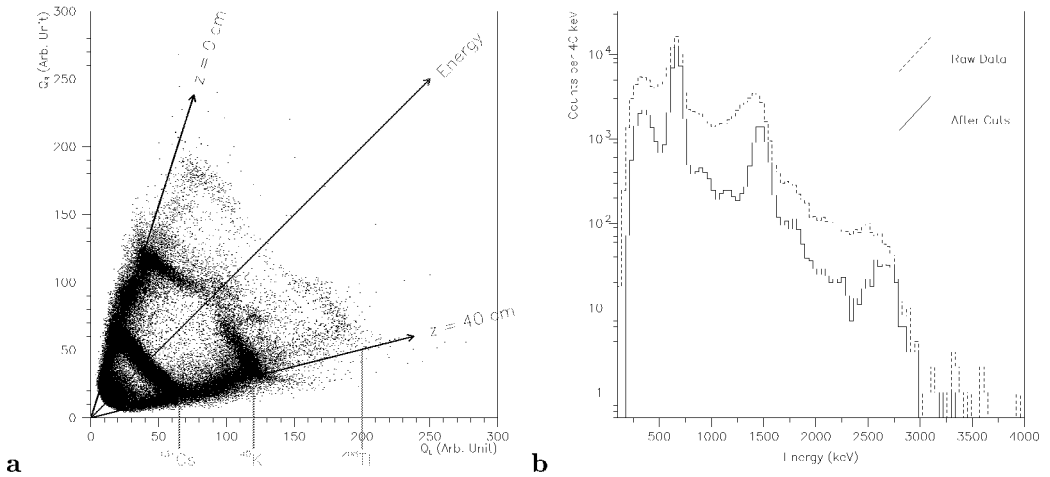 300
250
200
150
100
50
0
Q_R (Arb. Unit)
z = 0 cm
Energy
z = 40 cm
0 50 100 150 200 250 300
Cs
K
Tl
Q_L (Arb. Unit)
a
Counts per 40 keV
10^4
10^3
10^2
10
1
Raw Data
After Cuts
500 1000 1500 2000 2500 3000 3500 4000
Energy (keV)
b